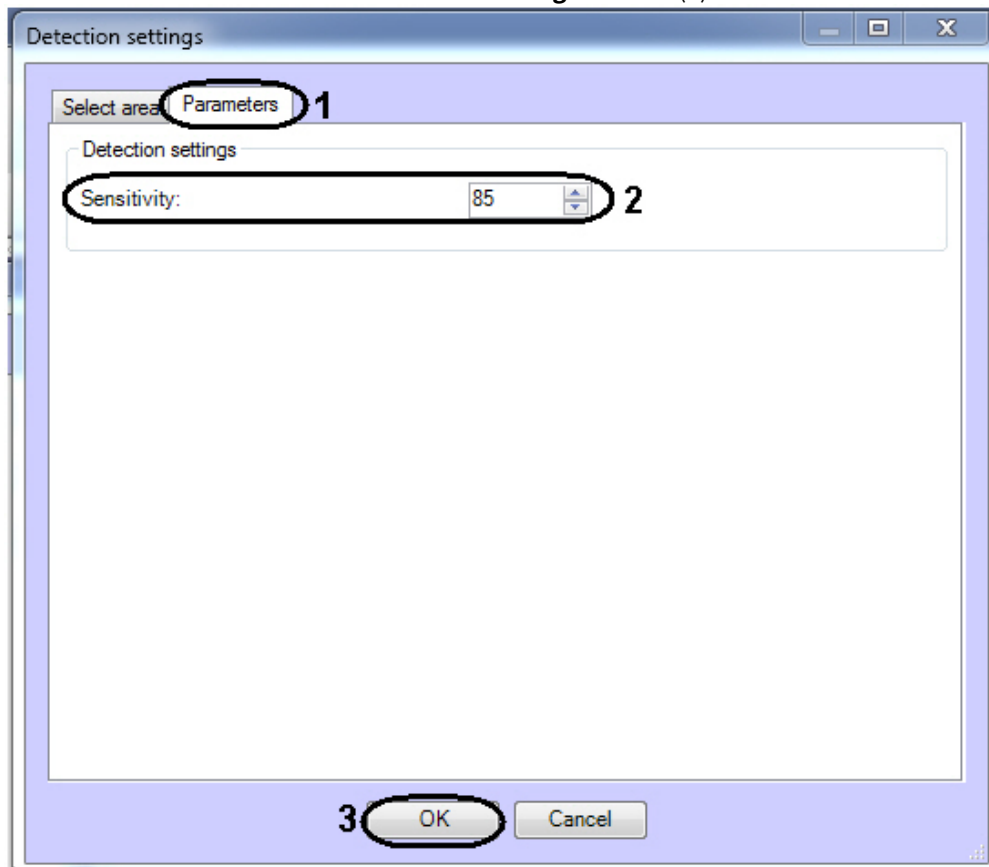 Detection settings
Select area Parameters 1
Detection settings
Sensitivity: 85 2
3 OK Cancel